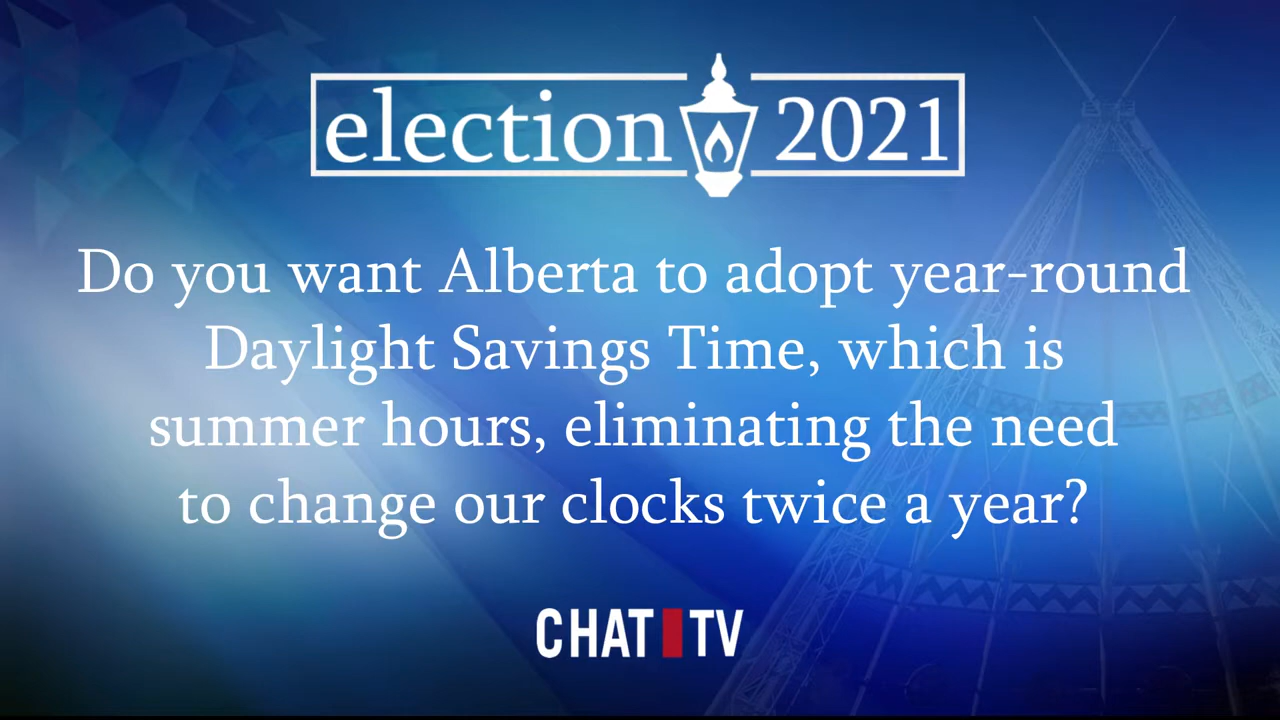 election 2021
Do you want Alberta to adopt year-round
Daylight Savings Time, which is
summer hours, eliminating the need
to change our clocks twice a year?
CHAT TV